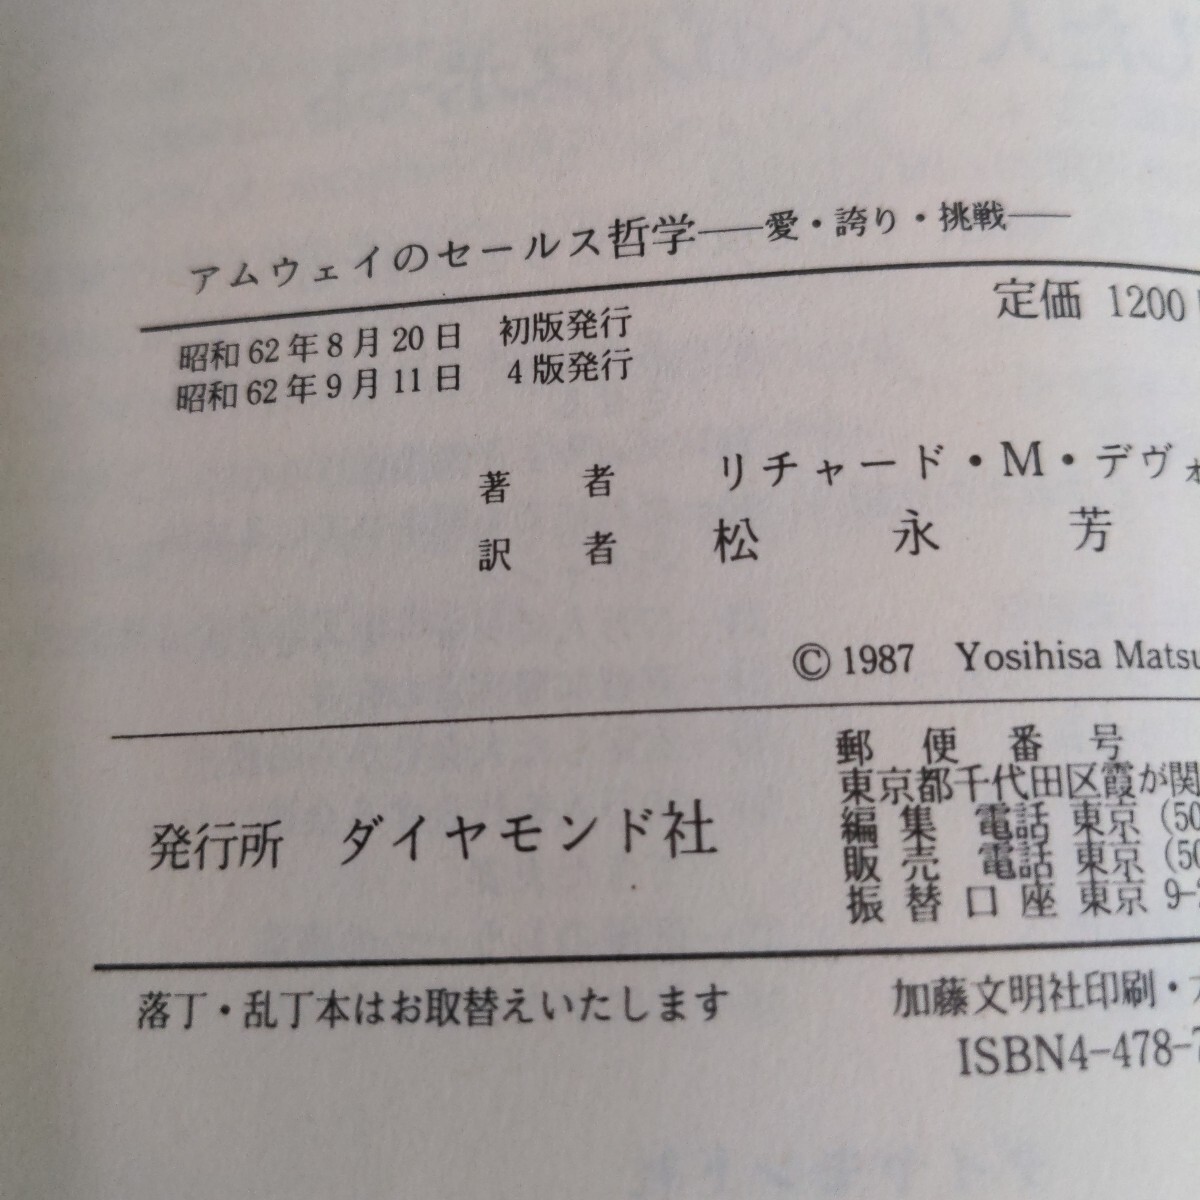 アムウェイのセールス哲学――愛・誇り・挑戦――
定価 1200
昭和62年8月20日 初版発行
昭和62年9月11日 4版発行
著者 リチャード・M・デヴォ
訳者 松永芳
©1987 Yosihisa Matsu
郵便番号
東京都千代田区霞が関
編集 電話 東京 (50
販売 電話 東京 (50
振替口座 東京 9-2
発行所 ダイヤモンド社
落丁・乱丁本はお取替えいたします
加藤文明社印刷・
ISBN4-478-7